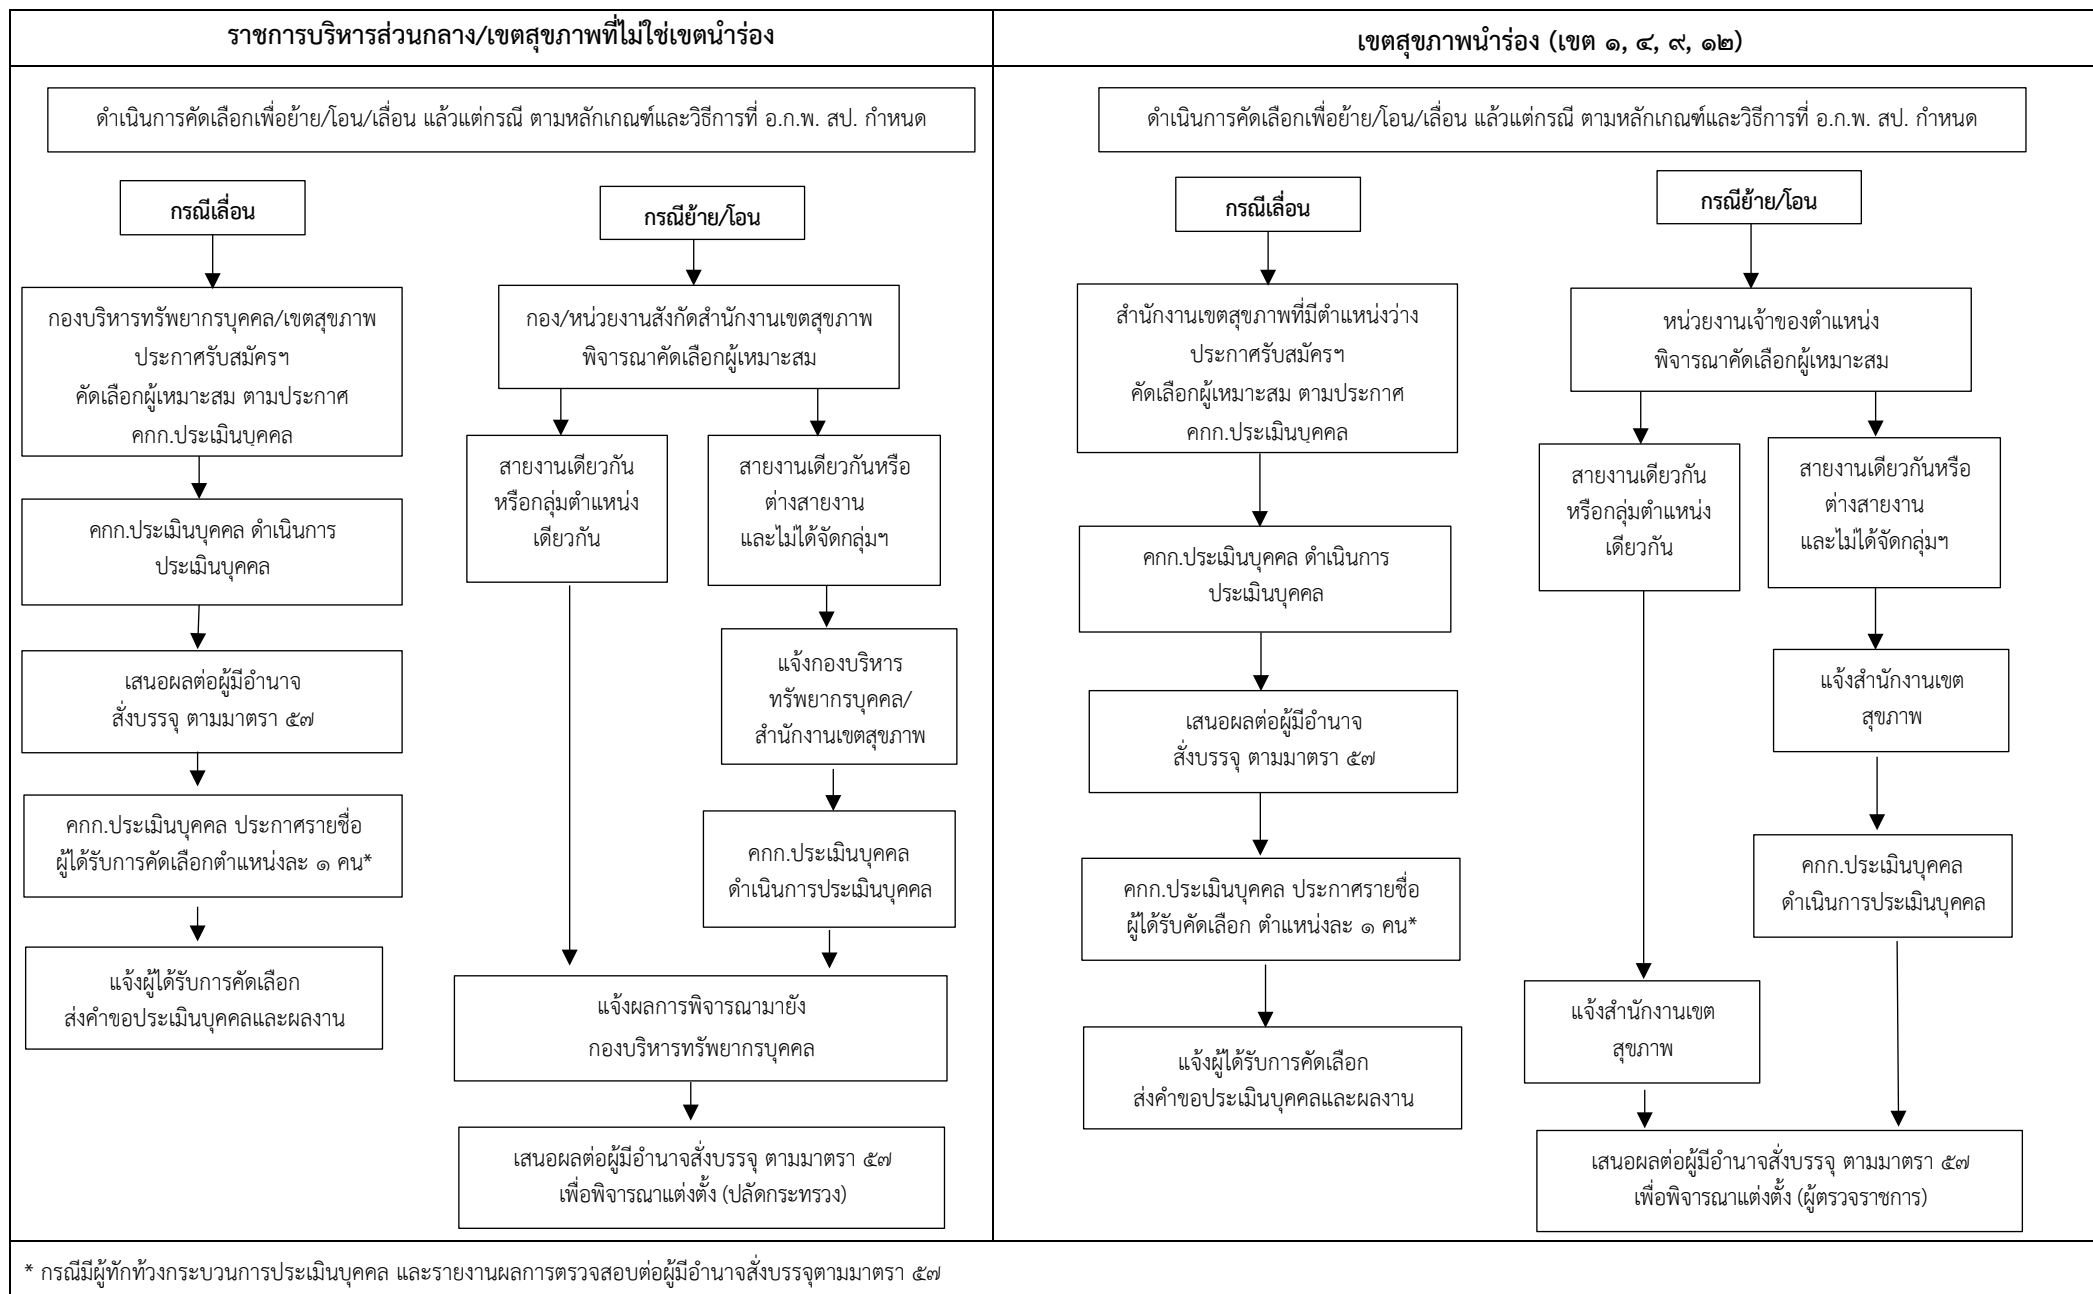 ราชการบริหารส่วนกลาง/เขตสุขภาพที่ไม่ใช่เขตนำร่อง
ดำเนินการคัดเลือกเพื่อย้าย/โอน/เลื่อน แล้วแต่กรณี ตามหลักเกณฑ์และวิธีการที่ อ.ก.พ. สป. กำหนด
กรณีเลื่อน
กองบริหารทรัพยากรบุคคล/เขตสุขภาพ
ประกาศรับสมัครฯ
คัดเลือกผู้เหมาะสม ตามประกาศ
คกก.ประเมินบุคคล
คกก.ประเมินบุคคล ดำเนินการ
ประเมินบุคคล
เสนอผลต่อผู้มีอำนาจ
สั่งบรรจุ ตามมาตรา ๕๗
คกก.ประเมินบุคคล ประกาศรายชื่อ
ผู้ได้รับการคัดเลือกตำแหน่งละ ๑ คน*
แจ้งผู้ได้รับการคัดเลือก
ส่งคำขอประเมินบุคคลและผลงาน
กรณีย้าย/โอน
กอง/หน่วยงานสังกัดสำนักงานเขตสุขภาพ
พิจารณาคัดเลือกผู้เหมาะสม
สายงานเดียวกัน
หรือกลุ่มตำแหน่ง
เดียวกัน
สายงานเดียวกันหรือ
ต่างสายงาน
และไม่ได้จัดกลุ่มฯ
แจ้งกองบริหาร
ทรัพยากรบุคคล/
สำนักงานเขตสุขภาพ
คกก.ประเมินบุคคล
ดำเนินการประเมินบุคคล
แจ้งผลการพิจารณามายัง
กองบริหารทรัพยากรบุคคล
เสนอผลต่อผู้มีอำนาจสั่งบรรจุ ตามมาตรา ๕๗
เพื่อพิจารณาแต่งตั้ง (ปลัดกระทรวง)
เขตสุขภาพนำร่อง (เขต ๑, ๔, ๙, ๑๒)
ดำเนินการคัดเลือกเพื่อย้าย/โอน/เลื่อน แล้วแต่กรณี ตามหลักเกณฑ์และวิธีการที่ อ.ก.พ. สป. กำหนด
กรณีเลื่อน
สำนักงานเขตสุขภาพที่มีตำแหน่งว่าง
ประกาศรับสมัครฯ
คัดเลือกผู้เหมาะสม ตามประกาศ
คกก.ประเมินบุคคล
คกก.ประเมินบุคคล ดำเนินการ
ประเมินบุคคล
เสนอผลต่อผู้มีอำนาจ
สั่งบรรจุ ตามมาตรา ๕๗
คกก.ประเมินบุคคล ประกาศรายชื่อ
ผู้ได้รับคัดเลือก ตำแหน่งละ ๑ คน*
แจ้งผู้ได้รับการคัดเลือก
ส่งคำขอประเมินบุคคลและผลงาน
กรณีย้าย/โอน
หน่วยงานเจ้าของตำแหน่ง
พิจารณาคัดเลือกผู้เหมาะสม
สายงานเดียวกัน
หรือกลุ่มตำแหน่ง
เดียวกัน
สายงานเดียวกันหรือ
ต่างสายงาน
และไม่ได้จัดกลุ่มฯ
แจ้งสำนักงานเขต
สุขภาพ
คกก.ประเมินบุคคล
ดำเนินการประเมินบุคคล
แจ้งสำนักงานเขต
สุขภาพ
เสนอผลต่อผู้มีอำนาจสั่งบรรจุ ตามมาตรา ๕๗
เพื่อพิจารณาแต่งตั้ง (ผู้ตรวจราชการ)
* กรณีมีผู้ทักท้วงกระบวนการประเมินบุคคล และรายงานผลการตรวจสอบต่อผู้มีอำนาจสั่งบรรจุตามมาตรา ๕๗